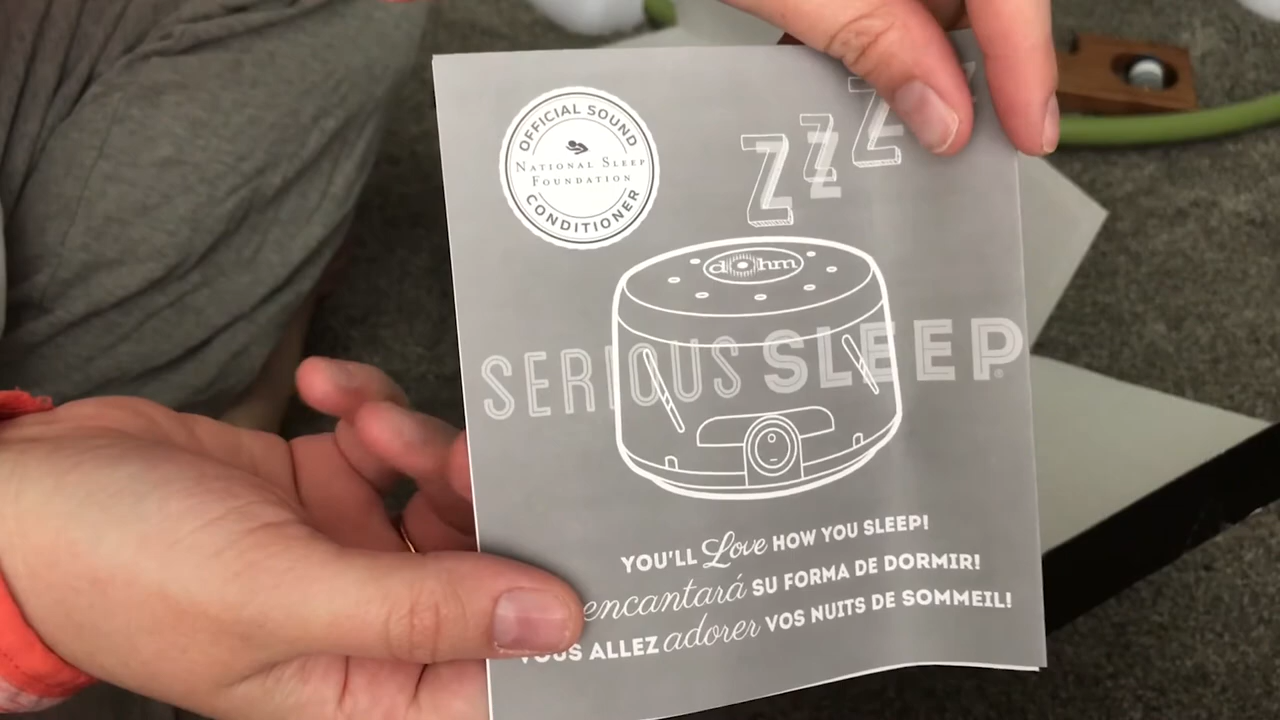 OFFICIAL SOUND
NATIONAL SLEEP
FOUNDATION
CONDITIONER
Z Z Z
dohm
SERIOUS SLEEP®
YOU'LL Love HOW YOU SLEEP!
encantará SU FORMA DE DORMIR!
VOUS ALLEZ adorer VOS NUITS DE SOMMEIL!